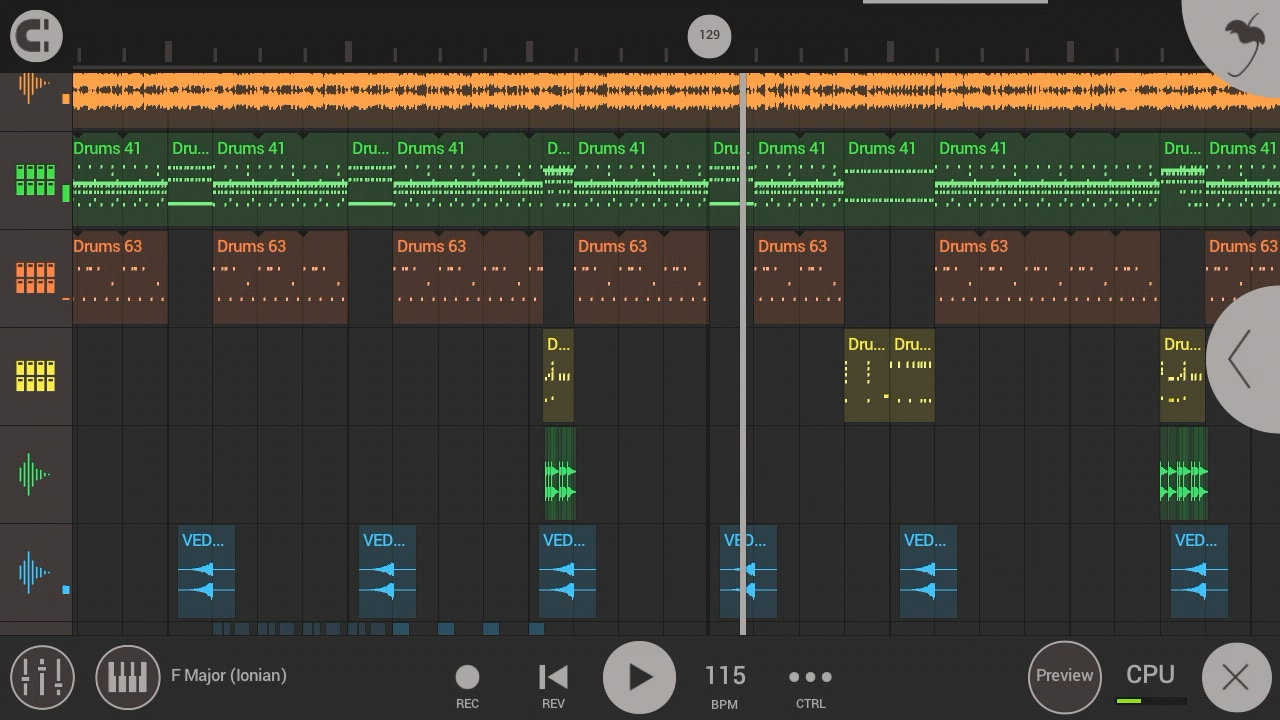 129
Drums 41 Dru... Drums 41 Dru... Drums 41 D... Drums 41 Dru... Drums 41 Drums 41 Drums 41 Dru... Drums 41
Drums 63 Drums 63 Drums 63 Drums 63 Drums 63 Drums 63 Drums 63
D... Dru... Dru... Dru...
VED... VED... VED... VED... VED... VED...
F Major (Ionian)
REC
REV
115
BPM
CTRL
Preview
CPU